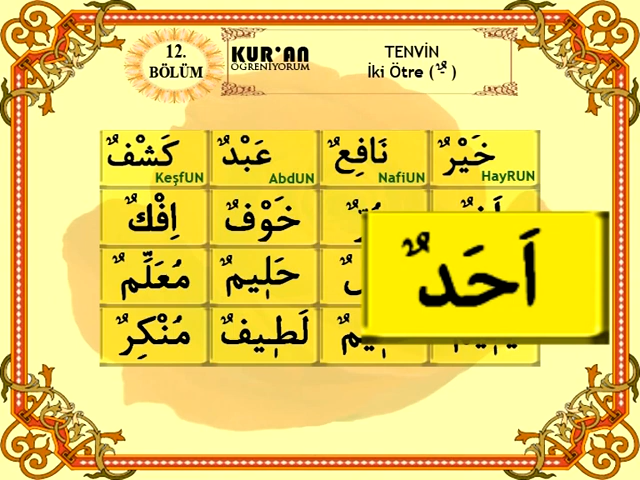 12.
BÖLÜM
KUR'AN
ÖĞRENİYORUM
TENVİN
İki Ötre ( ٌ )
خَيْرٌ نَافِعٌ عَبْدٌ كَشْفٌ
HayRUN NafiUN AbdUN KeşfUN
خَوْفٌ اِفْكٌ
اَحَدٌ
حَلٖيمٌ مُعَلِّمٌ
لَطٖيفٌ مُنْكِرٌ